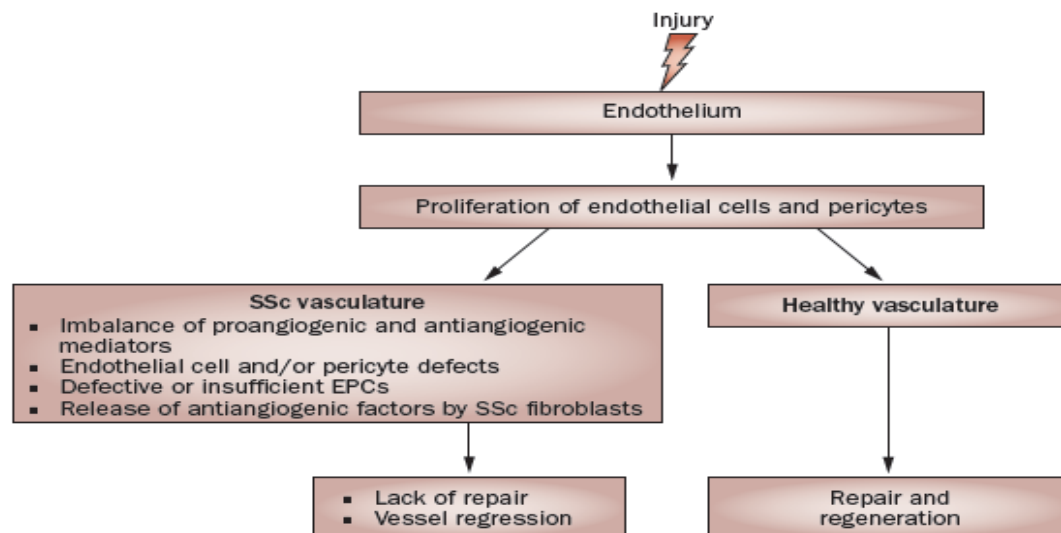 Injury
Endothelium
Proliferation of endothelial cells and pericytes
SSc vasculature
▪ Imbalance of proangiogenic and antiangiogenic
mediators
▪ Endothelial cell and/or pericyte defects
▪ Defective or insufficient EPCs
▪ Release of antiangiogenic factors by SSc fibroblasts
Healthy vasculature
▪ Lack of repair
▪ Vessel regression
Repair and
regeneration